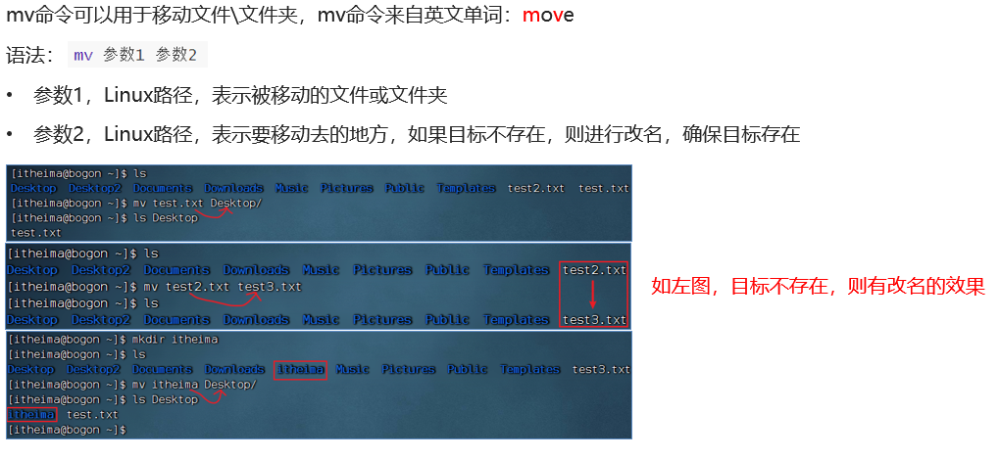 mv命令可以用于移动文件\文件夹，mv命令来自英文单词：move
语法： mv 参数1 参数2
• 参数1，Linux路径，表示被移动的文件或文件夹
• 参数2，Linux路径，表示要移动去的地方，如果目标不存在，则进行改名，确保目标存在
[itheima@bogon ~]$ ls
Desktop Desktop2 Documents Downloads Music Pictures Public Templates test2.txt test.txt
[itheima@bogon ~]$ mv test.txt Desktop/
[itheima@bogon ~]$ ls Desktop
test.txt
[itheima@bogon ~]$ ls
Desktop Desktop2 Documents Downloads Music Pictures Public Templates test2.txt
[itheima@bogon ~]$ mv test2.txt test3.txt
[itheima@bogon ~]$ ls
Desktop Desktop2 Documents Downloads Music Pictures Public Templates test3.txt
如左图，目标不存在，则有改名的效果
[itheima@bogon ~]$ mkdir itheima
[itheima@bogon ~]$ ls
Desktop Desktop2 Documents Downloads itheima Music Pictures Public Templates test3.txt
[itheima@bogon ~]$ mv itheima Desktop/
[itheima@bogon ~]$ ls Desktop
itheima test.txt
[itheima@bogon ~]$